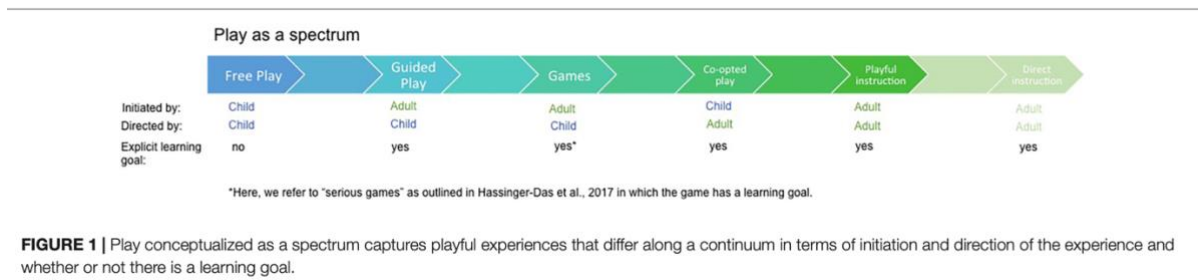 Play as a spectrum
Free Play Guided Play Games Co-opted play Playful instruction Direct instruction
Initiated by: Child Adult Adult Child Adult Adult
Directed by: Child Child Child Adult Adult Adult
Explicit learning goal: no yes yes* yes yes yes
*Here, we refer to "serious games" as outlined in Hassinger-Das et al., 2017 in which the game has a learning goal.
FIGURE 1 | Play conceptualized as a spectrum captures playful experiences that differ along a continuum in terms of initiation and direction of the experience and
whether or not there is a learning goal.